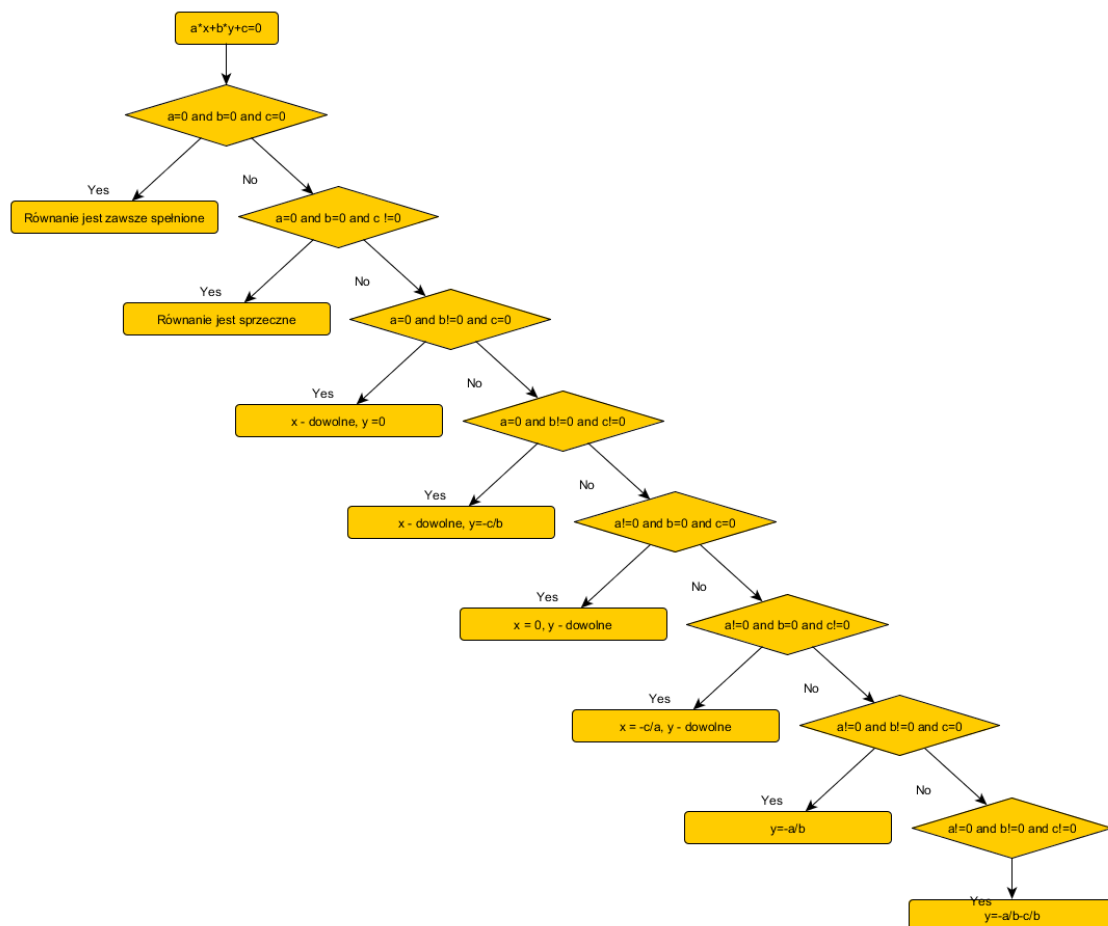 a*x+b*y+c=0
a=0 and b=0 and c=0
Yes
No
Równanie jest zawsze spełnione
a=0 and b=0 and c !=0
Yes
No
Równanie jest sprzeczne
a=0 and b!=0 and c=0
Yes
No
x - dowolne, y =0
a=0 and b!=0 and c!=0
Yes
No
x - dowolne, y=-c/b
a!=0 and b=0 and c=0
Yes
No
x = 0, y - dowolne
a!=0 and b=0 and c!=0
Yes
No
x = -c/a, y - dowolne
a!=0 and b!=0 and c=0
Yes
No
y=-a/b
a!=0 and b!=0 and c!=0
Yes
y=-a/b-c/b